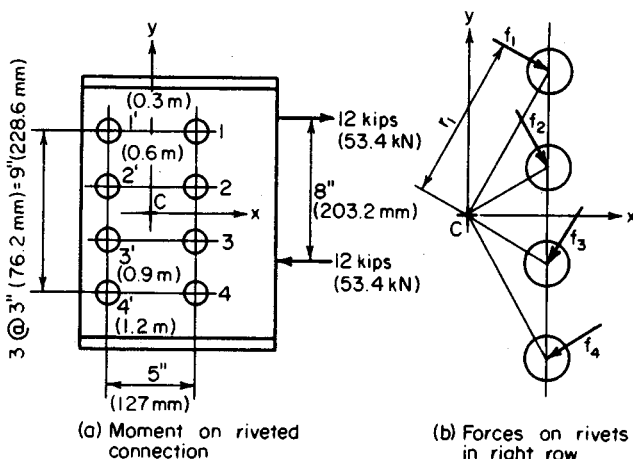 y
(0.3 m)
1'
1
(0.6 m)
2'
2
C
x
3'
3
(0.9 m)
4'
4
(1.2 m)
5"
(127 mm)
3 @ 3" (76.2 mm) = 9" (228.6 mm)
12 kips
(53.4 kN)
8"
(203.2 mm)
12 kips
(53.4 kN)
(a) Moment on riveted
connection
y
f1
r1
f2
C
x
f3
f4
(b) Forces on rivets
in right row